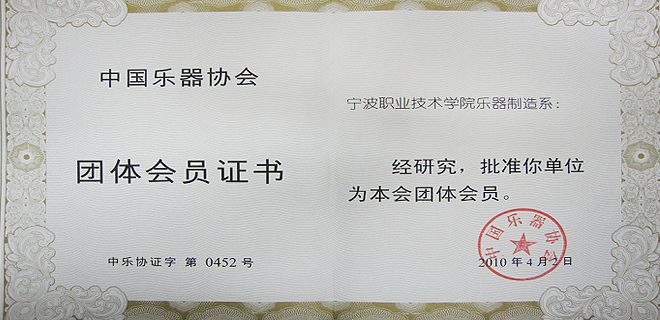 中国乐器协会
团体会员证书
中乐协证字 第 0452 号
宁波职业技术学院乐器制造系:
经研究,批准你单位
为本会团体会员。
中国乐器协会
2010 年 4 月 2 日